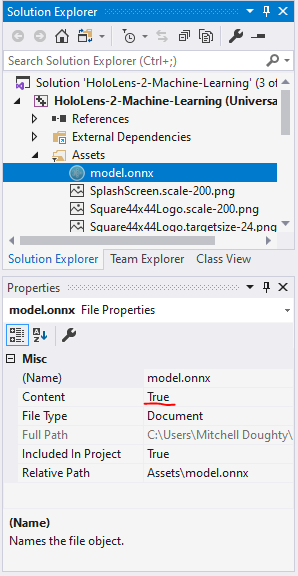 Solution Explorer
Search Solution Explorer (Ctrl+;)
Solution 'HoloLens-2-Machine-Learning' (3 of
HoloLens-2-Machine-Learning (Universa
References
External Dependencies
Assets
model.onnx
SplashScreen.scale-200.png
Square44x44Logo.scale-200.png
Square44x44Logo.targetsize-24.png
Solution Explorer Team Explorer Class View
Properties
model.onnx File Properties
Misc
(Name) model.onnx
Content True
File Type Document
Full Path C:\Users\Mitchell Doughty\
Included In Project True
Relative Path Assets\model.onnx
(Name)
Names the file object.